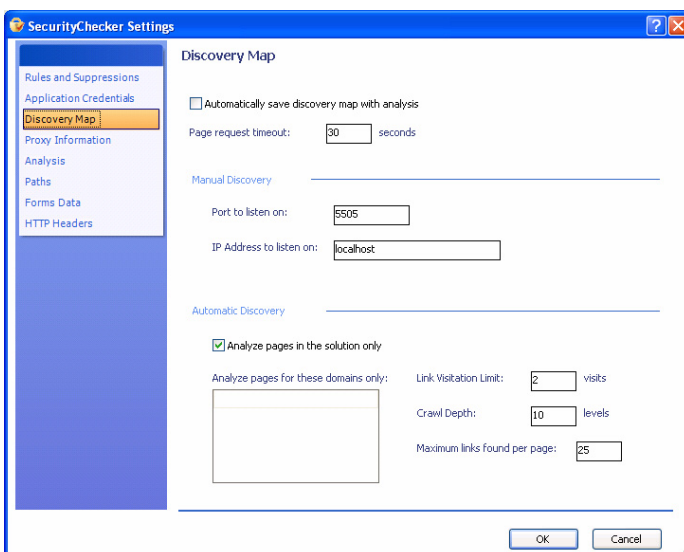 SecurityChecker Settings
Rules and Suppressions
Application Credentials
Discovery Map
Proxy Information
Analysis
Paths
Forms Data
HTTP Headers
Discovery Map
Automatically save discovery map with analysis
Page request timeout: 30 seconds
Manual Discovery
Port to listen on: 5505
IP Address to listen on: localhost
Automatic Discovery
Analyze pages in the solution only
Analyze pages for these domains only:
Link Visitation Limit: 2 visits
Crawl Depth: 10 levels
Maximum links found per page: 25
OK Cancel